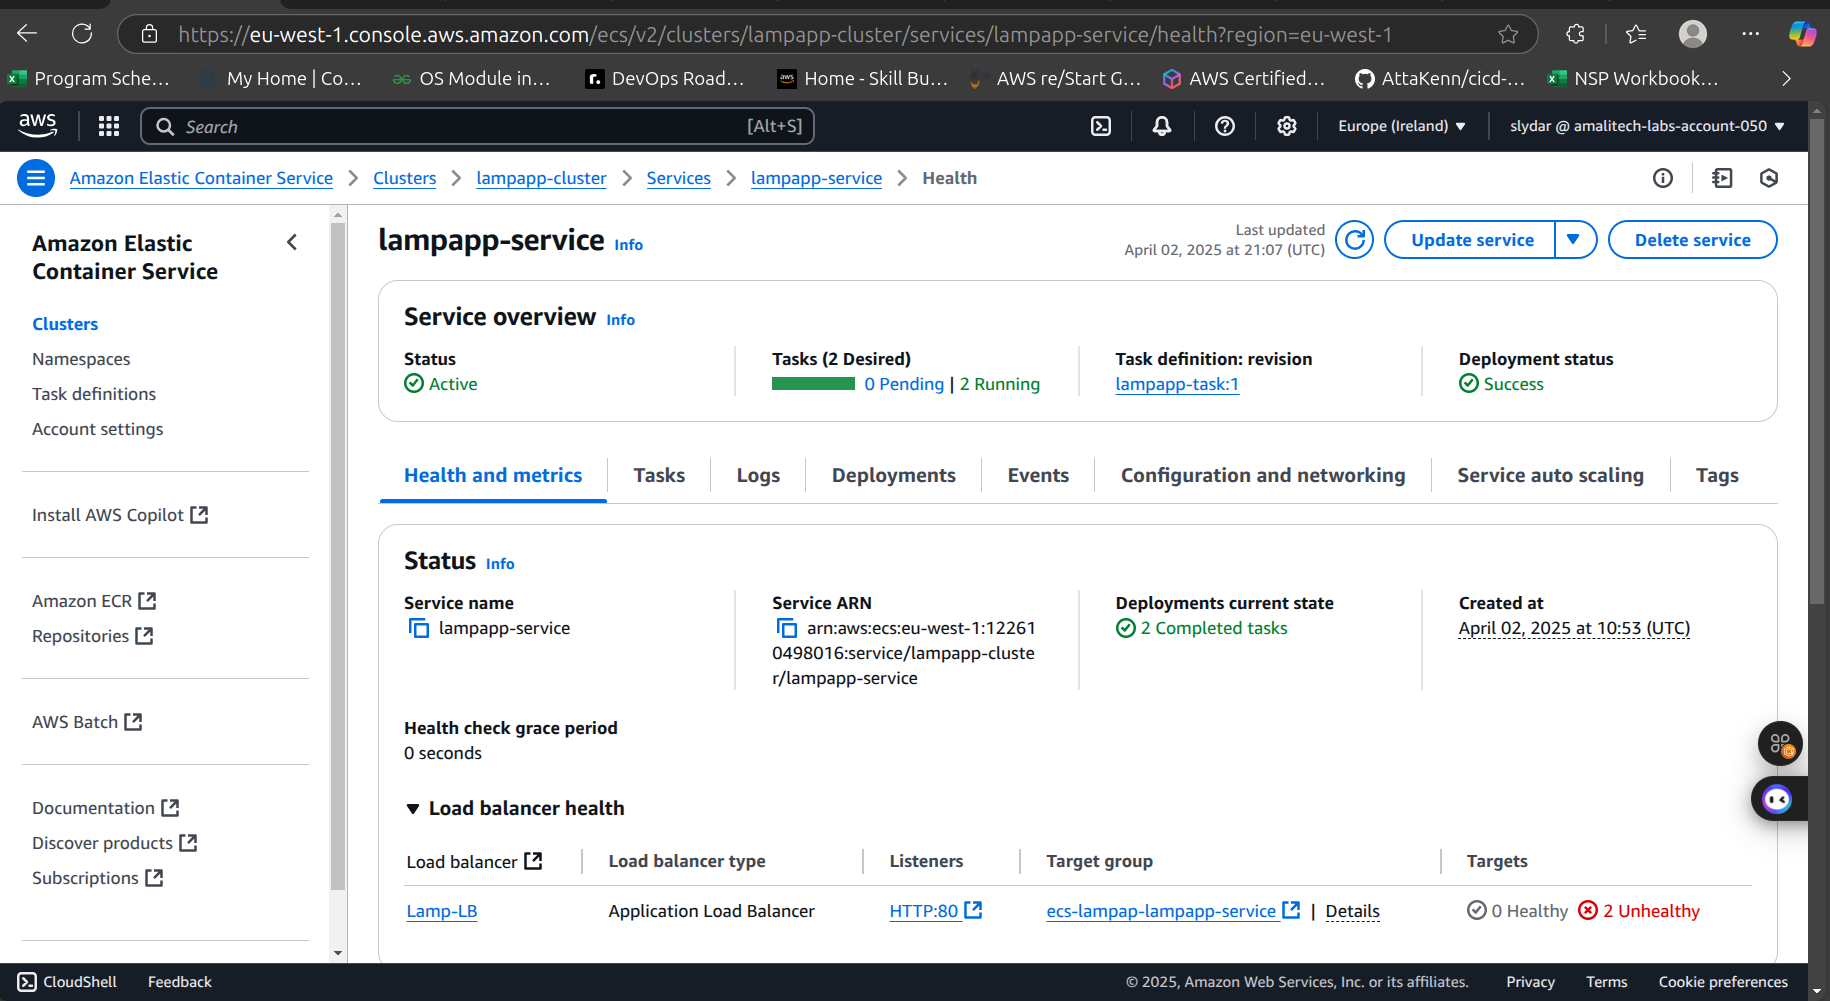 https://eu-west-1.console.aws.amazon.com/ecs/v2/clusters/lampapp-cluster/services/lampapp-service/health?region=eu-west-1
Program Sche...
My Home | Co...
OS Module in...
DevOps Road...
Home - Skill Bu...
AWS re/Start G...
AWS Certified...
AttaKenn/cicd-...
NSP Workbook...
aws
Search
[Alt+S]
Europe (Ireland)
slydar @ amalitech-labs-account-050
Amazon Elastic Container Service
Clusters
lampapp-cluster
Services
lampapp-service
Health
Amazon Elastic
Container Service
Clusters
Namespaces
Task definitions
Account settings
Install AWS Copilot
Amazon ECR
Repositories
AWS Batch
Documentation
Discover products
Subscriptions
lampapp-service Info
Last updated
April 02, 2025 at 21:07 (UTC)
Update service
Delete service
Service overview Info
Status
Active
Tasks (2 Desired)
0 Pending | 2 Running
Task definition: revision
lampapp-task:1
Deployment status
Success
Health and metrics
Tasks
Logs
Deployments
Events
Configuration and networking
Service auto scaling
Tags
Status Info
Service name
lampapp-service
Service ARN
arn:aws:ecs:eu-west-1:12261
0498016:service/lampapp-cluste
r/lampapp-service
Deployments current state
2 Completed tasks
Created at
April 02, 2025 at 10:53 (UTC)
Health check grace period
0 seconds
Load balancer health
Load balancer
Load balancer type
Listeners
Target group
Targets
Lamp-LB
Application Load Balancer
HTTP:80
ecs-lampap-lampapp-service | Details
0 Healthy 2 Unhealthy
CloudShell
Feedback
© 2025, Amazon Web Services, Inc. or its affiliates.
Privacy
Terms
Cookie preferences